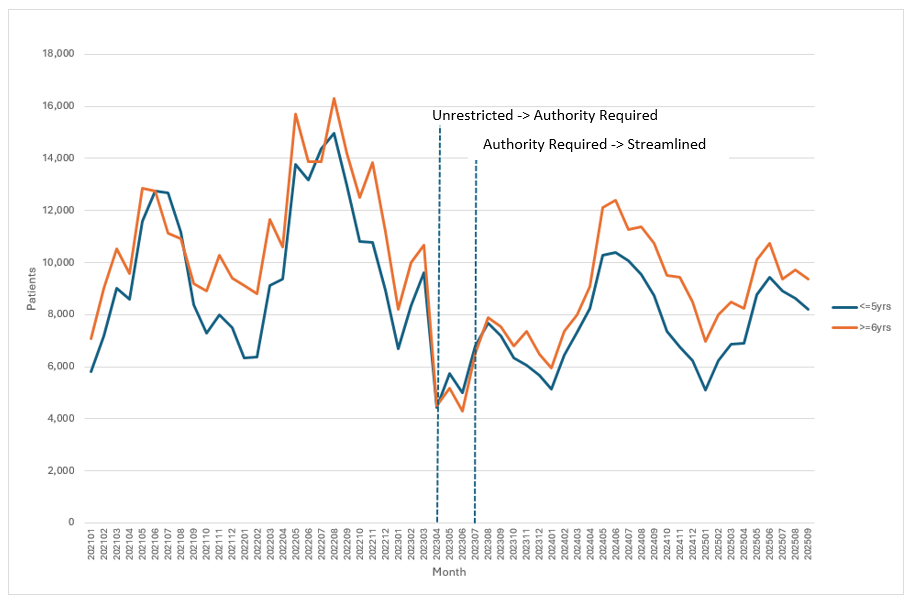 18,000
16,000
Unrestricted -> Authority Required
Authority Required -> Streamlined
14,000
12,000
10,000
8,000
6,000
4,000
2,000
0
Patients
<=5yrs
>=6yrs
202101 202102 202103 202104 202105 202106 202107 202108 202109 202110 202111 202112 202201 202202 202203 202204 202205 202206 202207 202208 202209 202210 202211 202212 202301 202302 202303 202304 202305 202306 202307 202308 202309 202310 202311 202312 202401 202402 202403 202404 202405 202406 202407 202408 202409 202410 202411 202412 202501 202502 202503 202504 202505 202506 202507 202508 202509
Month